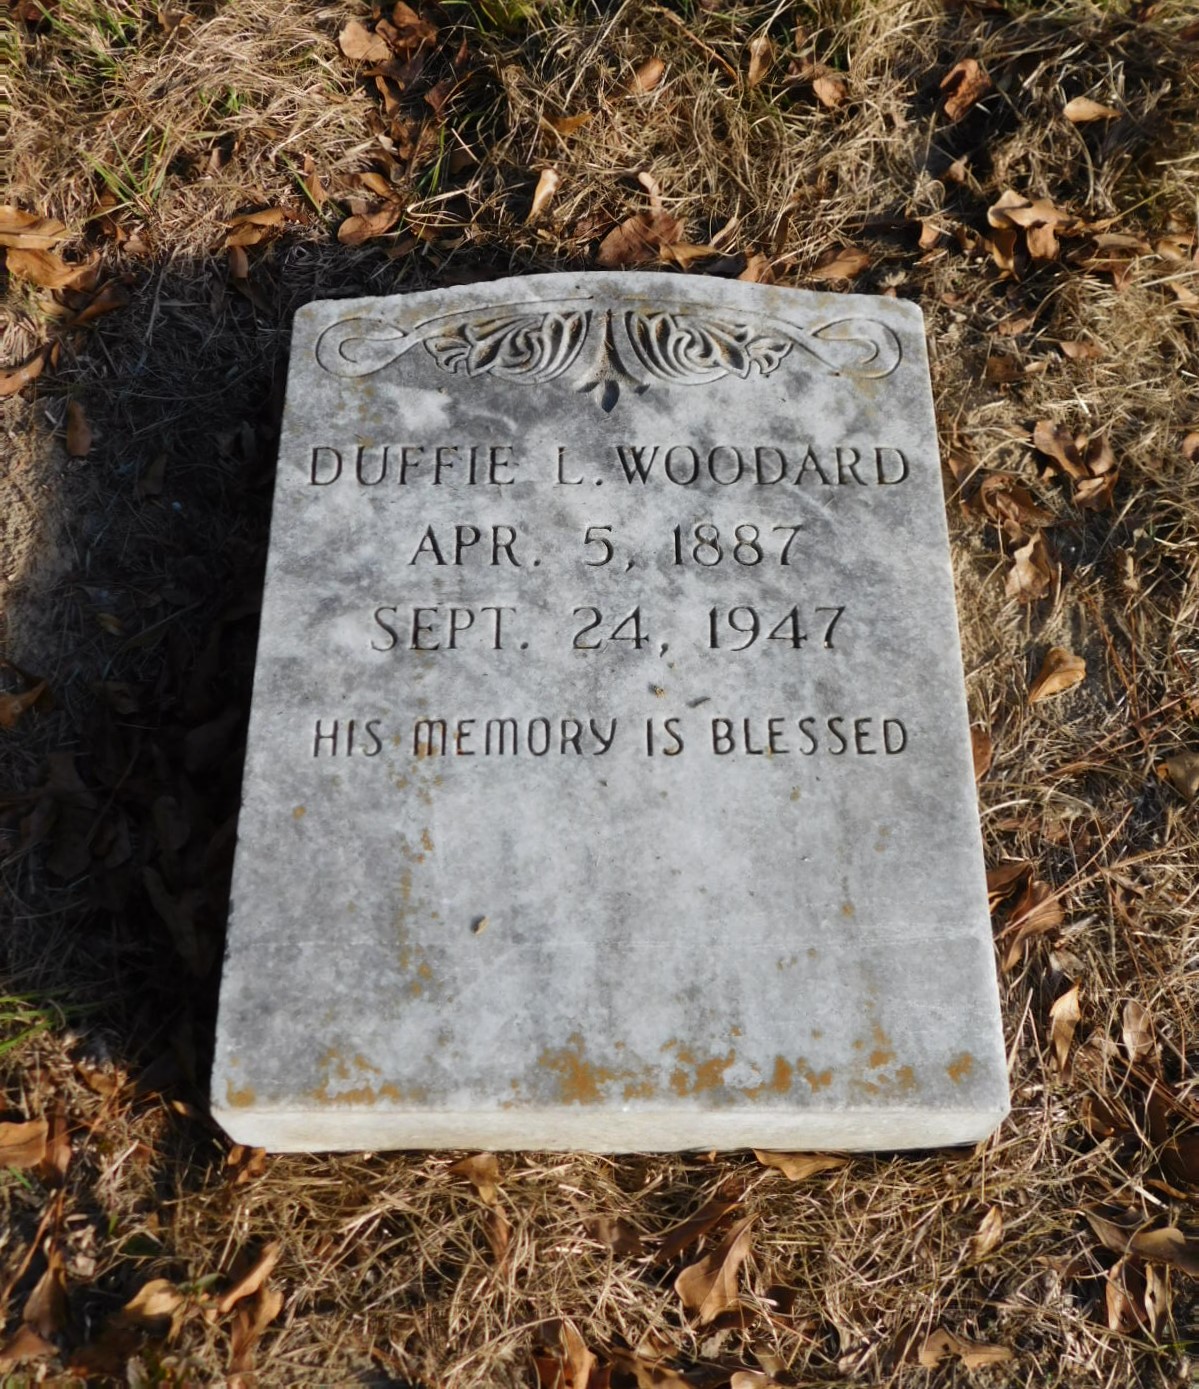 DUFFIE L. WOODARD
APR. 5, 1887
SEPT. 24, 1947
HIS MEMORY IS BLESSED